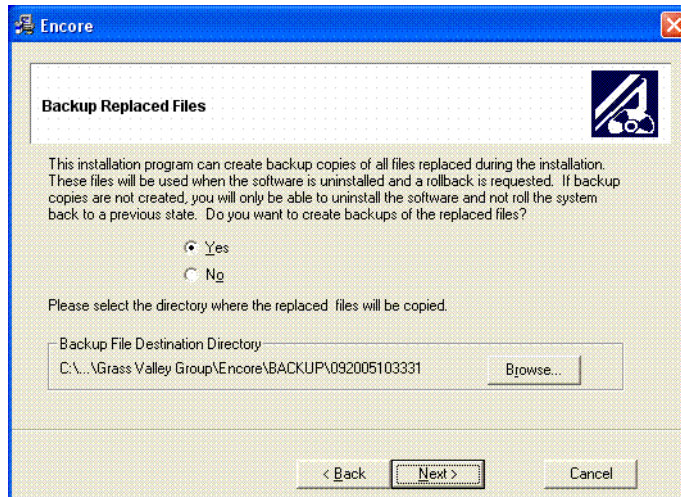 Encore
Backup Replaced Files
This installation program can create backup copies of all files replaced during the installation.
These files will be used when the software is uninstalled and a rollback is requested.  If backup
copies are not created, you will only be able to uninstall the software and not roll the system
back to a previous state.  Do you want to create backups of the replaced files?
Yes
No
Please select the directory where the replaced  files will be copied.
Backup File Destination Directory
C:\...\Grass Valley Group\Encore\BACKUP\092005103331
Browse...
< Back
Next >
Cancel